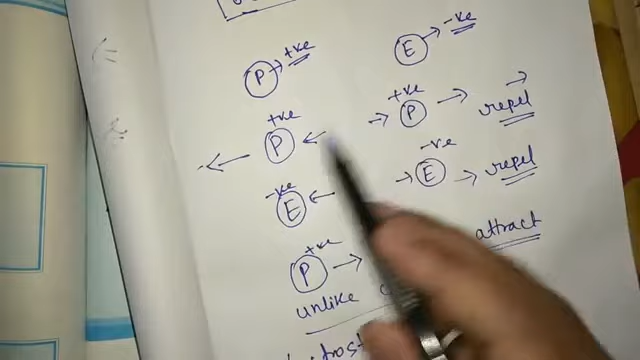 P +ve E -ve
+ve +ve
P P repel
-ve -ve
E E repel
+ve
P attract
unlike